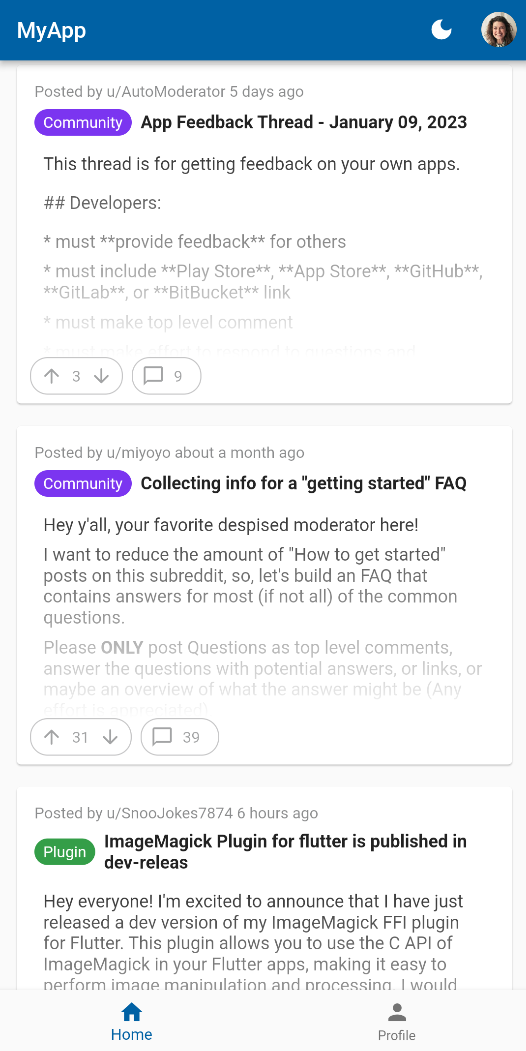 MyApp
Posted by u/AutoModerator 5 days ago
Community App Feedback Thread - January 09, 2023
This thread is for getting feedback on your own apps.
## Developers:
* must **provide feedback** for others
* must include **Play Store**, **App Store**, **GitHub**,
**GitLab**, or **BitBucket** link
* must make top level comment
* must make effort to respond to questions and
3
9
Posted by u/miyoyo about a month ago
Community Collecting info for a "getting started" FAQ
Hey y'all, your favorite despised moderator here!
I want to reduce the amount of "How to get started"
posts on this subreddit, so, let's build an FAQ that
contains answers for most (if not all) of the common
questions.
Please ONLY post Questions as top level comments,
answer the questions with potential answers, or links, or
maybe an overview of what the answer might be (Any
effort is appreciated)
31
39
Posted by u/SnooJokes7874 6 hours ago
Plugin ImageMagick Plugin for flutter is published in
dev-releas
Hey everyone! I'm excited to announce that I have just
released a dev version of my ImageMagick FFI plugin
for Flutter. This plugin allows you to use the C API of
ImageMagick in your Flutter apps, making it easy to
perform image manipulation and processing. I would
Home
Profile